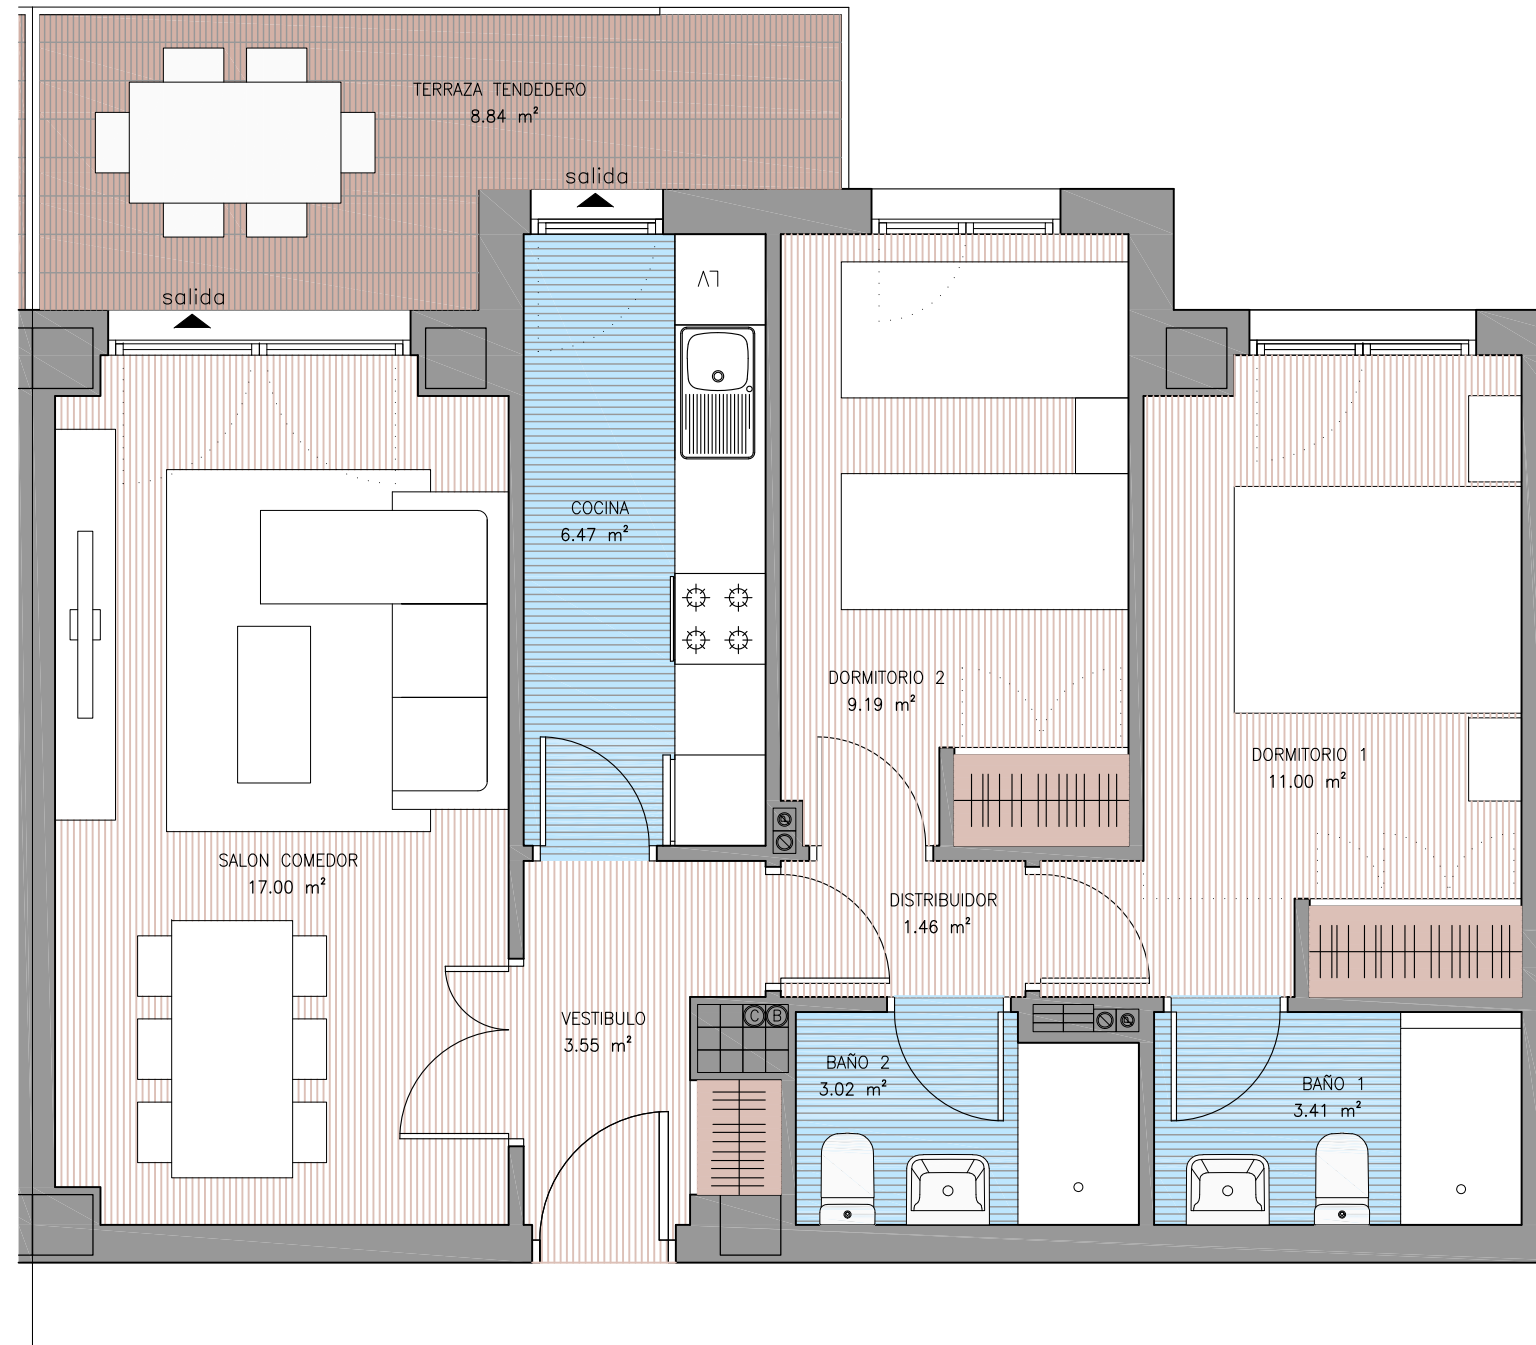 TERRAZA TENDEDERO
8.84 m²
salida
salida
LV
COCINA
6.47 m²
DORMITORIO 2
9.19 m²
DORMITORIO 1
11.00 m²
SALON COMEDOR
17.00 m²
DISTRIBUIDOR
1.46 m²
VESTIBULO
3.55 m²
C B
BAÑO 2
3.02 m²
BAÑO 1
3.41 m²